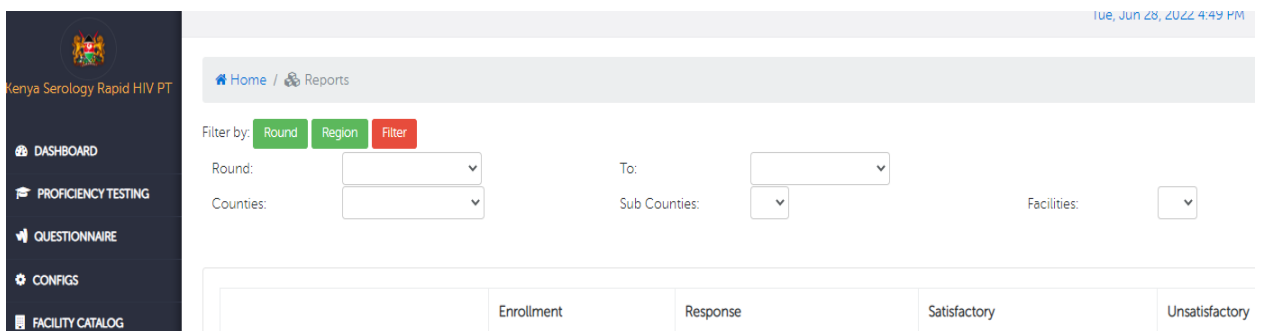 Tue, Jun 28, 2022 4:49 PM
Kenya Serology Rapid HIV PT
Home / Reports
Filter by: Round Region Filter
DASHBOARD
Round: To:
PROFICIENCY TESTING
Counties: Sub Counties: Facilities:
QUESTIONNAIRE
CONFIGS
Enrollment Response Satisfactory Unsatisfactory
FACILITY CATALOG